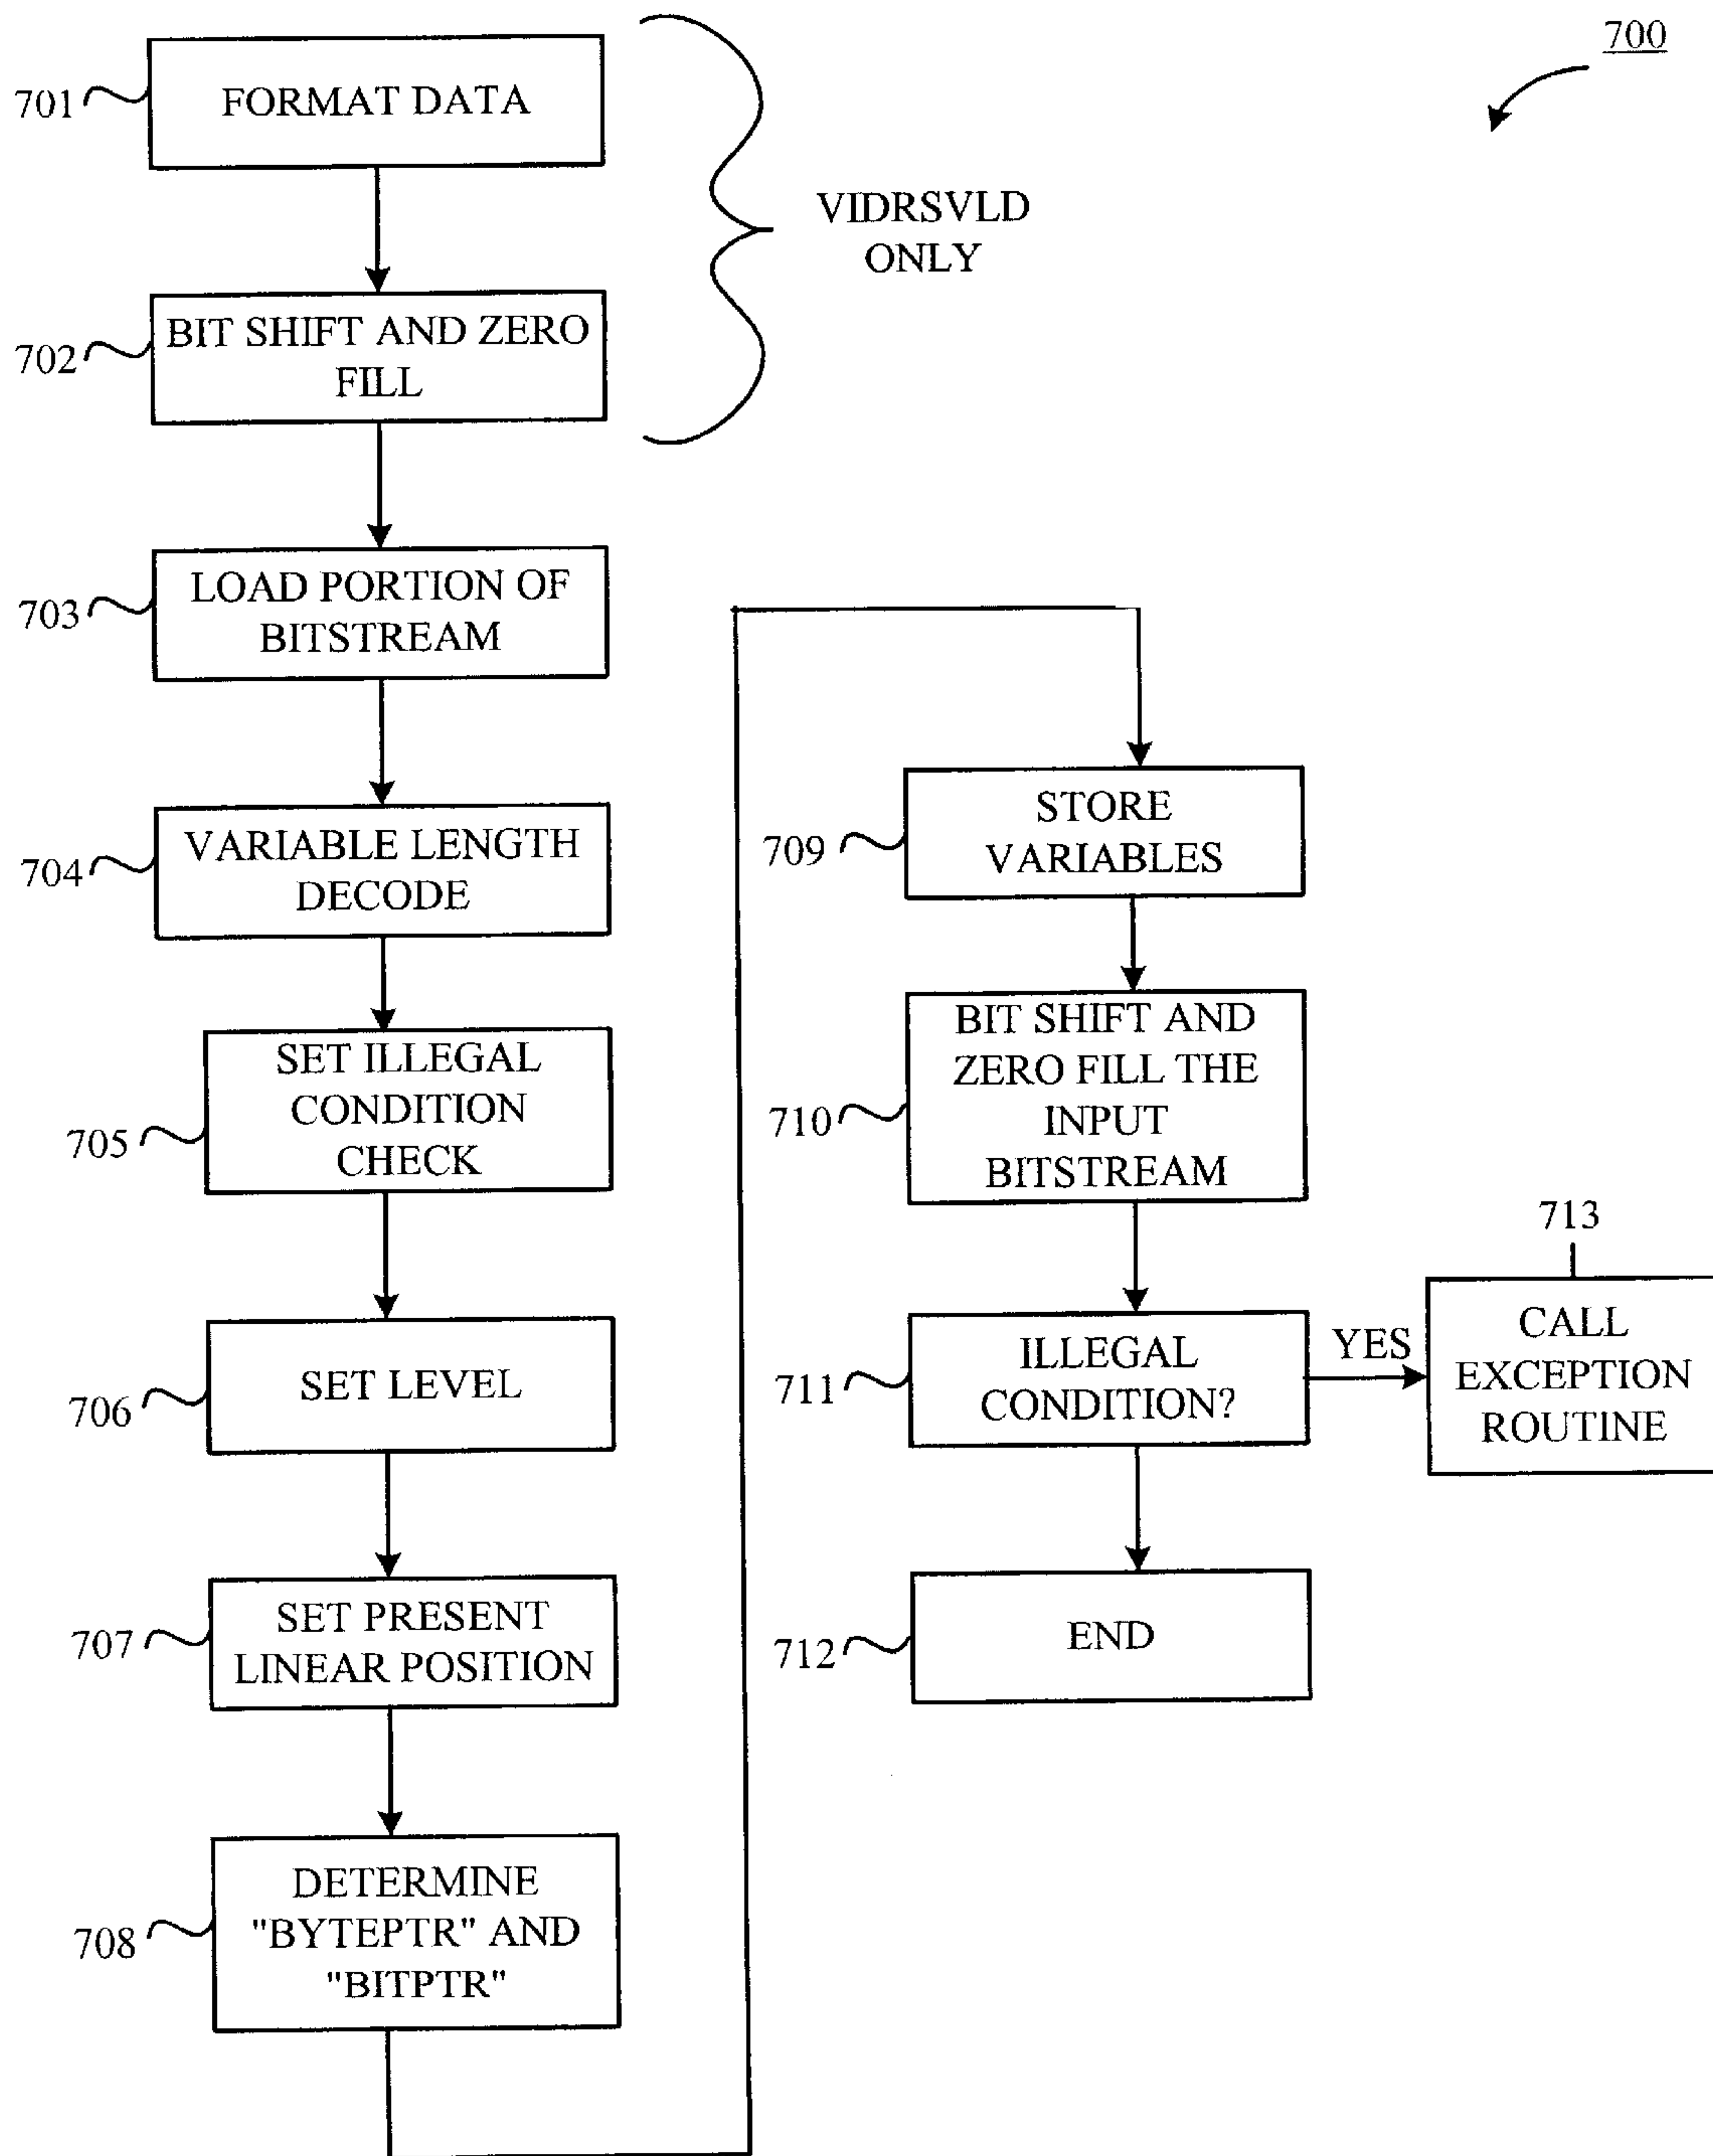 700
701
FORMAT DATA
VIDRSVLD
ONLY
702
BIT SHIFT AND ZERO
FILL
703
LOAD PORTION OF
BITSTREAM
704
VARIABLE LENGTH
DECODE
705
SET ILLEGAL
CONDITION
CHECK
706
SET LEVEL
707
SET PRESENT
LINEAR POSITION
708
DETERMINE
"BYTEPTR" AND
"BITPTR"
709
STORE
VARIABLES
710
BIT SHIFT AND
ZERO FILL THE
INPUT
BITSTREAM
711
ILLEGAL
CONDITION?
YES
713
CALL
EXCEPTION
ROUTINE
712
END